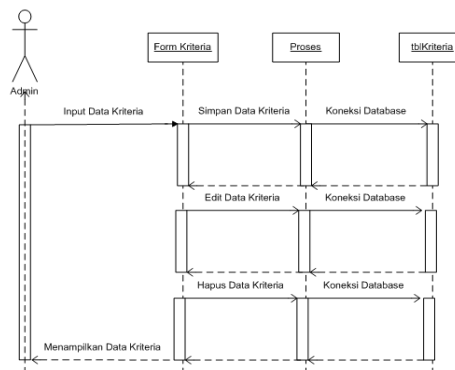 Form Kriteria
Proses
tblKriteria
Admin
Input Data Kriteria
Simpan Data Kriteria
Koneksi Database
Edit Data Kriteria
Koneksi Database
Hapus Data Kriteria
Koneksi Database
Menampilkan Data Kriteria